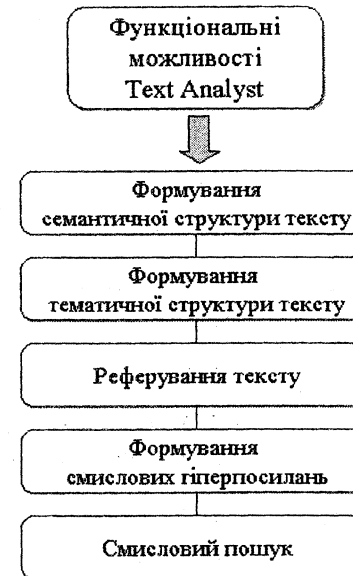 Функціональні
можливості
Text Analyst
Формування
семантичної структури тексту
Формування
тематичної структури тексту
Реферування тексту
Формування
смислових гіперпосилань
Смисловий пошук